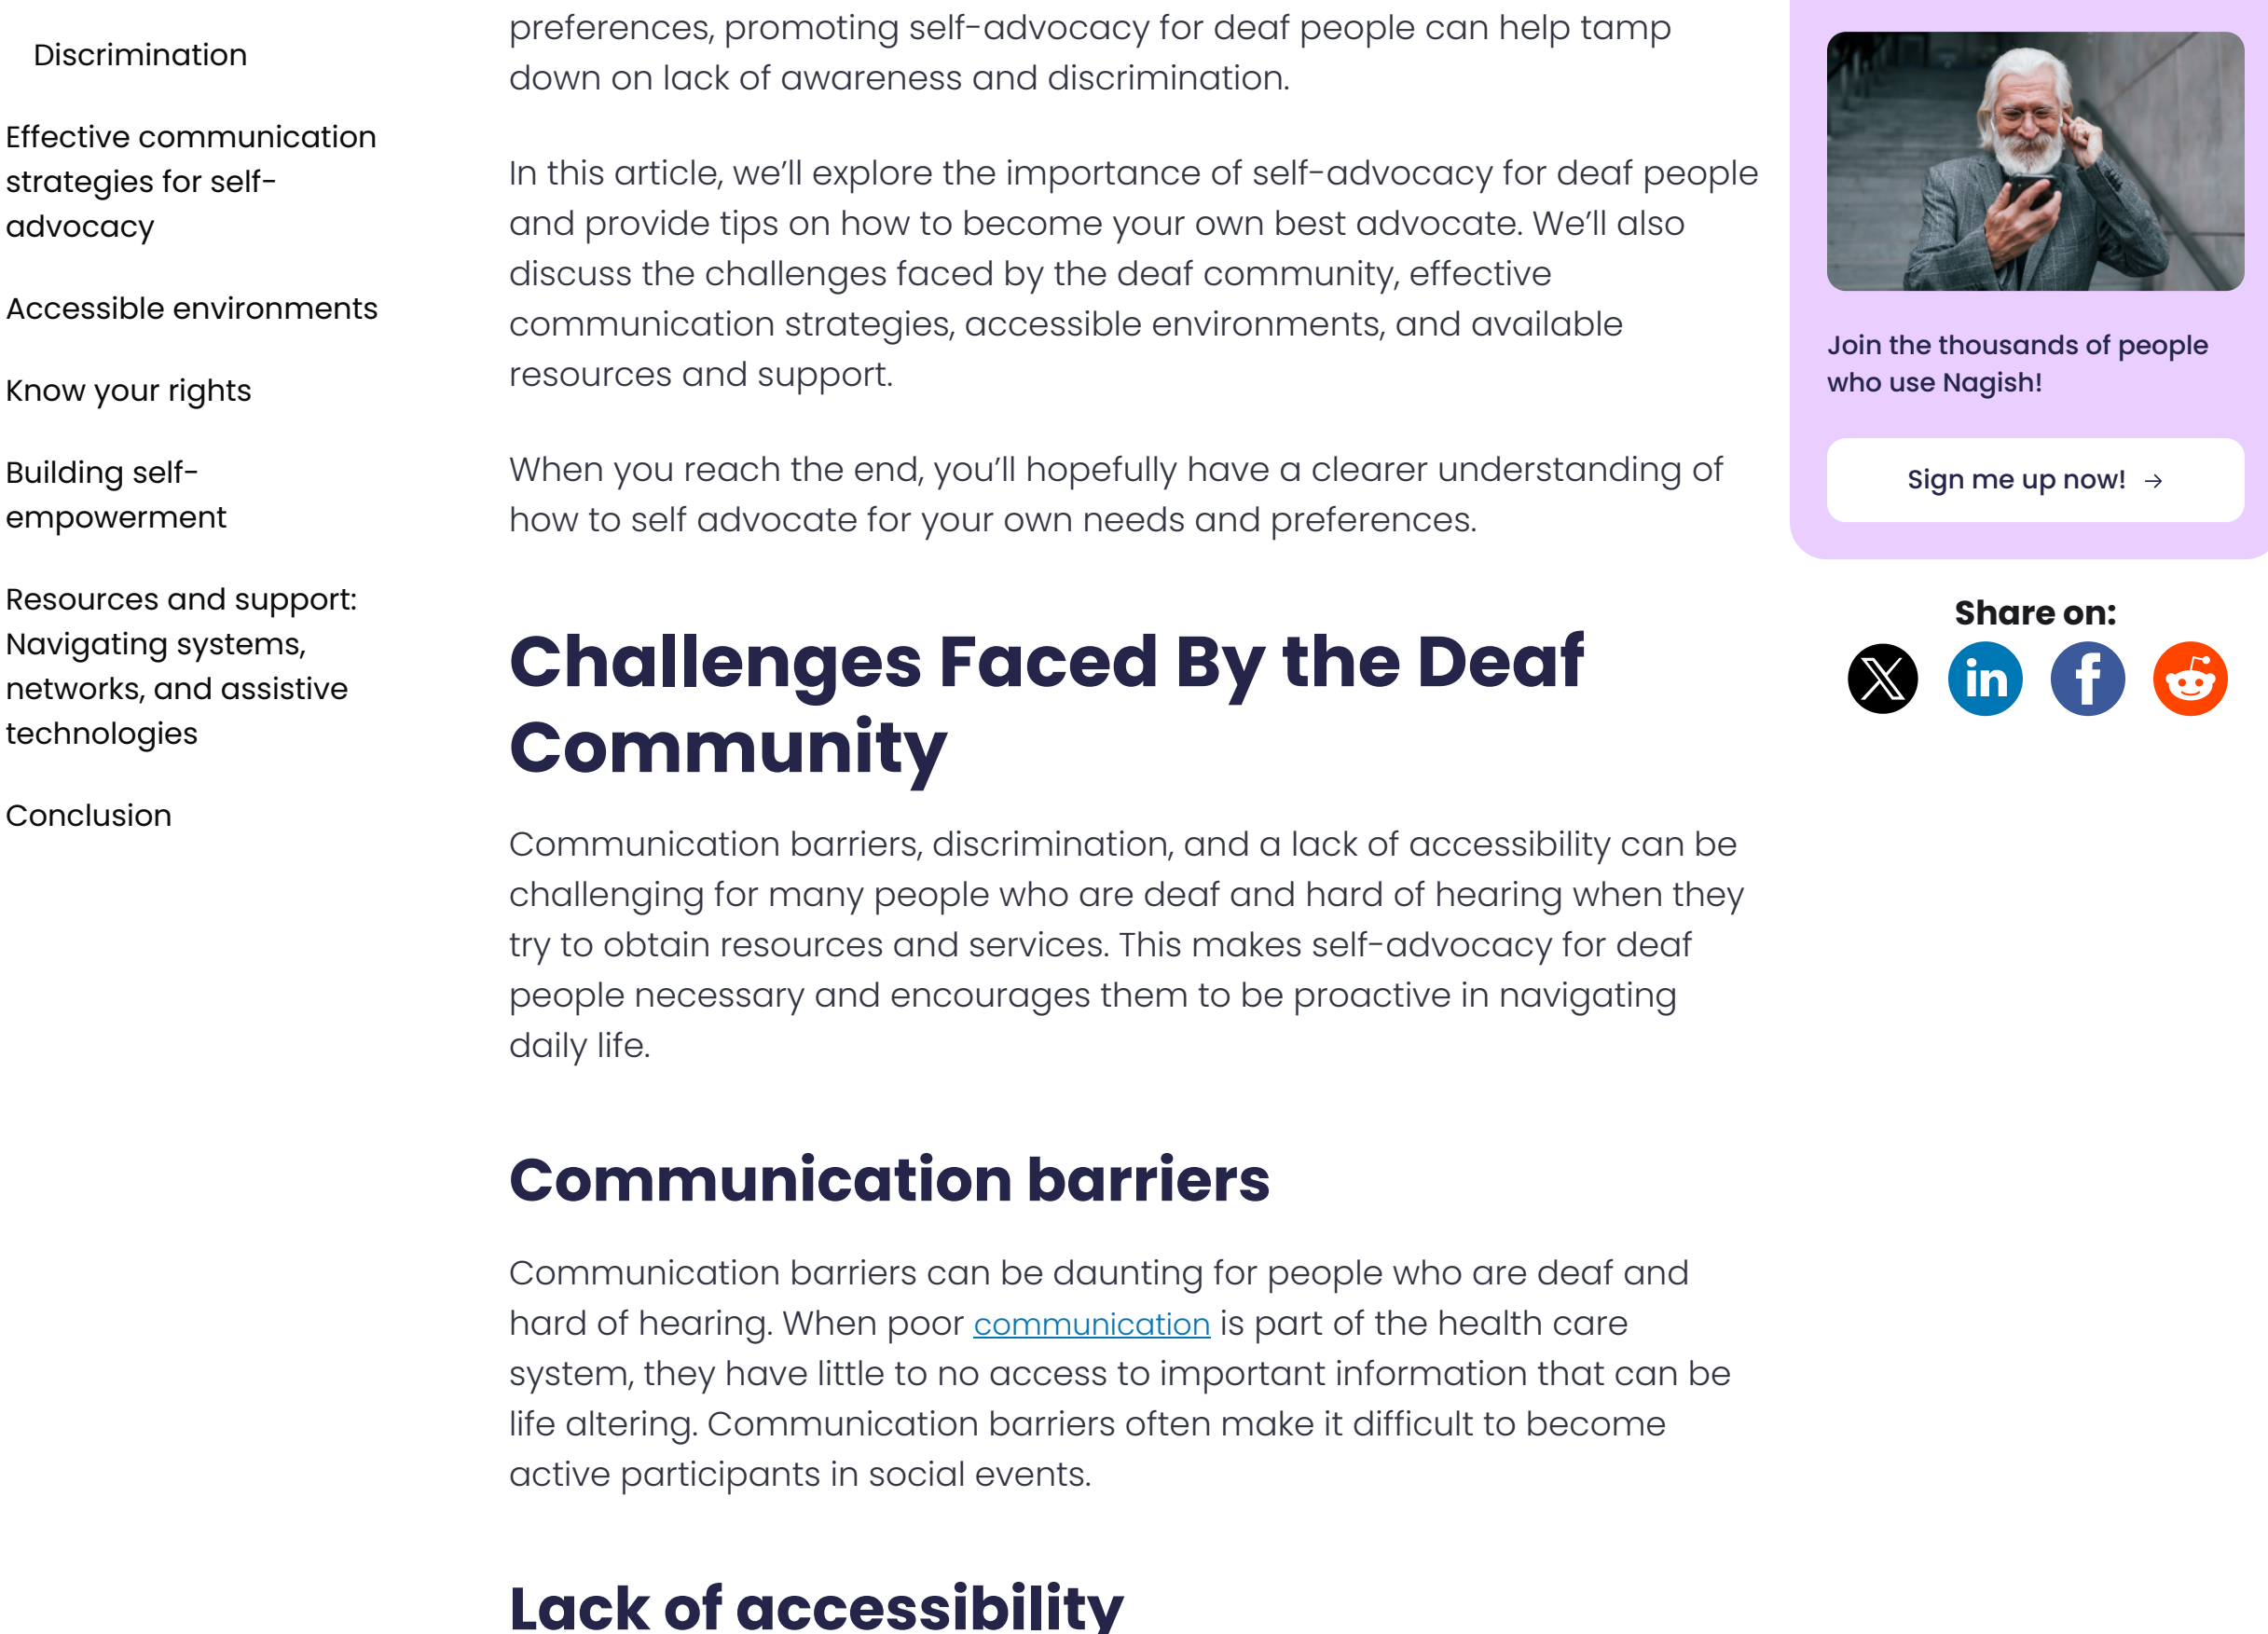 Discrimination
Effective communication
strategies for self-
advocacy
Accessible environments
Know your rights
Building self-
empowerment
Resources and support:
Navigating systems,
networks, and assistive
technologies
Conclusion
preferences, promoting self-advocacy for deaf people can help tamp
down on lack of awareness and discrimination.
In this article, we’ll explore the importance of self-advocacy for deaf people
and provide tips on how to become your own best advocate. We’ll also
discuss the challenges faced by the deaf community, effective
communication strategies, accessible environments, and available
resources and support.
When you reach the end, you’ll hopefully have a clearer understanding of
how to self advocate for your own needs and preferences.
Challenges Faced By the Deaf
Community
Communication barriers, discrimination, and a lack of accessibility can be
challenging for many people who are deaf and hard of hearing when they
try to obtain resources and services. This makes self-advocacy for deaf
people necessary and encourages them to be proactive in navigating
daily life.
Communication barriers
Communication barriers can be daunting for people who are deaf and
hard of hearing. When poor communication is part of the health care
system, they have little to no access to important information that can be
life altering. Communication barriers often make it difficult to become
active participants in social events.
Lack of accessibility
Join the thousands of people
who use Nagish!
Sign me up now! →
Share on: